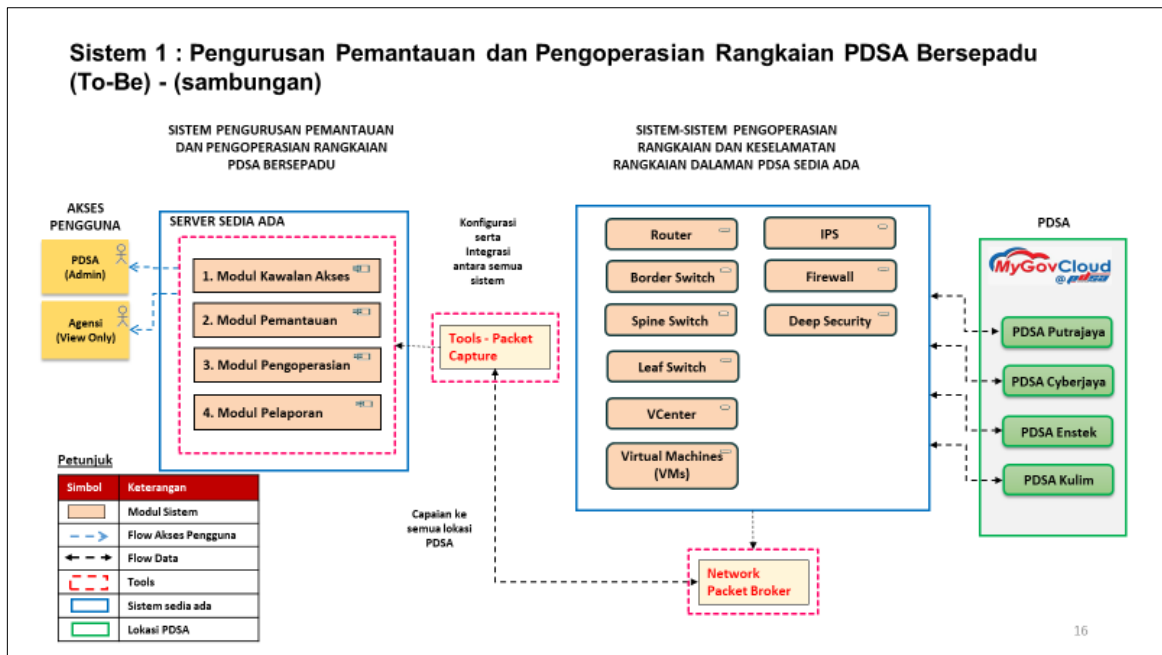 Sistem 1 : Pengurusan Pemantauan dan Pengoperasian Rangkaian PDSA Bersepadu
(To-Be) - (sambungan)
SISTEM PENGURUSAN PEMANTAUAN
DAN PENGOPERASIAN RANGKAIAN
PDSA BERSEPADU
SISTEM-SISTEM PENGOPERASIAN
RANGKAIAN DAN KESELAMATAN
RANGKAIAN DALAMAN PDSA SEDIA ADA
AKSES
PENGGUNA
PDSA
(Admin)
Agensi
(View Only)
SERVER SEDIA ADA
1. Modul Kawalan Akses
2. Modul Pemantauan
3. Modul Pengoperasian
4. Modul Pelaporan
Konfigurasi
serta
Integrasi
antara semua
sistem
Tools - Packet
Capture
Capaian ke
semua lokasi
PDSA
Router
Border Switch
Spine Switch
Leaf Switch
VCenter
Virtual Machines
(VMs)
IPS
Firewall
Deep Security
Network
Packet Broker
PDSA
MyGovCloud
@pdsa
PDSA Putrajaya
PDSA Cyberjaya
PDSA Enstek
PDSA Kulim
Petunjuk
Simbol Keterangan
Modul Sistem
Flow Akses Pengguna
Flow Data
Tools
Sistem sedia ada
Lokasi PDSA
16